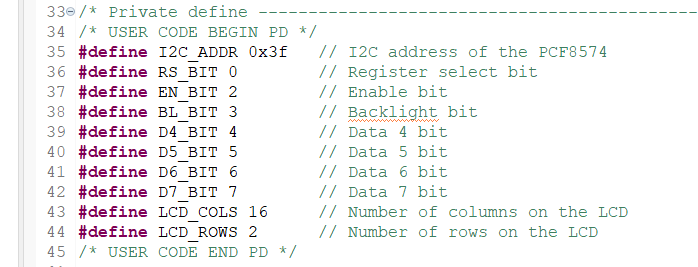 33 /* Private define ------------------------------------------
34 /* USER CODE BEGIN PD */
35 #define I2C_ADDR 0x3f // I2C address of the PCF8574
36 #define RS_BIT 0 // Register select bit
37 #define EN_BIT 2 // Enable bit
38 #define BL_BIT 3 // Backlight bit
39 #define D4_BIT 4 // Data 4 bit
40 #define D5_BIT 5 // Data 5 bit
41 #define D6_BIT 6 // Data 6 bit
42 #define D7_BIT 7 // Data 7 bit
43 #define LCD_COLS 16 // Number of columns on the LCD
44 #define LCD_ROWS 2 // Number of rows on the LCD
45 /* USER CODE END PD */